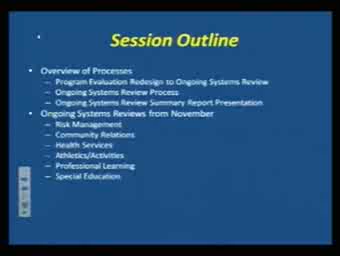 Session Outline
• Overview of Processes
– Program Evaluation Redesign to Ongoing Systems Review
– Ongoing Systems Review Process
– Ongoing Systems Review Summary Report Presentation
• Ongoing Systems Reviews from November
– Risk Management
– Community Relations
– Health Services
– Athletics/Activities
– Professional Learning
– Special Education